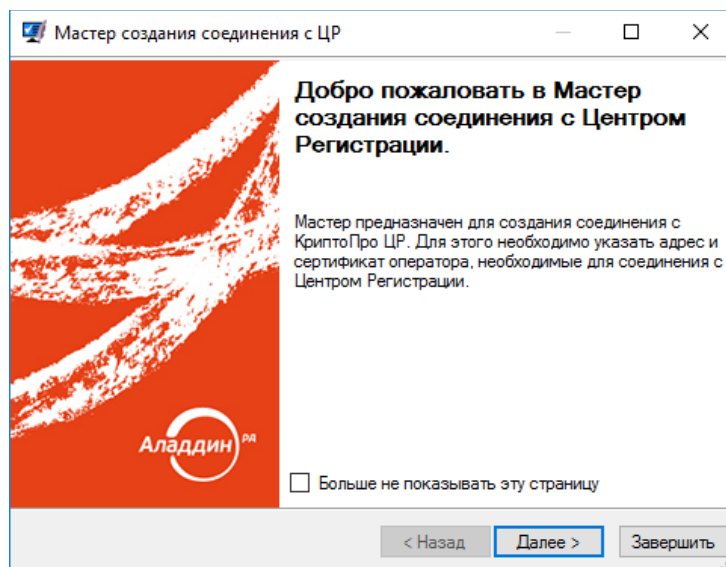 Мастер создания соединения с ЦР
Добро пожаловать в Мастер
создания соединения с Центром
Регистрации.
Мастер предназначен для создания соединения с
КриптоПро ЦР. Для этого необходимо указать адрес и
сертификат оператора, необходимые для соединения с
Центром Регистрации.
Аладдин РД
Больше не показывать эту страницу
< Назад
Далее >
Завершить